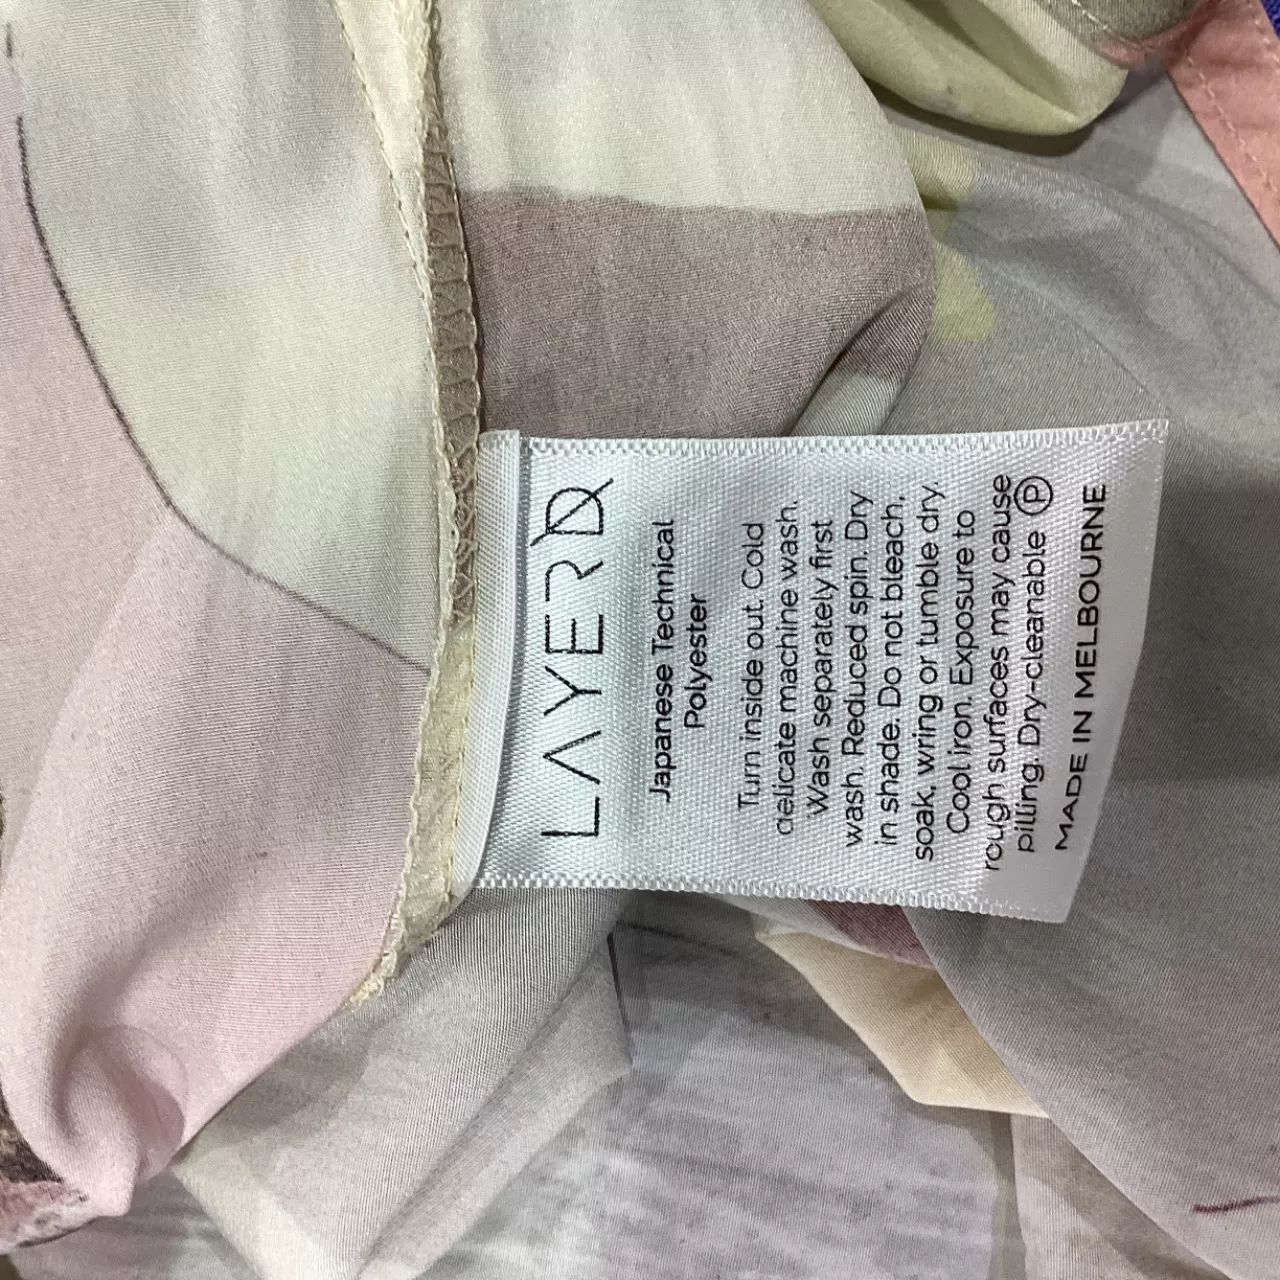 LAYER'D
Japanese Technical
Polyester
Turn inside out. Cold
delicate machine wash.
Wash separately first
wash. Reduced spin. Dry
in shade. Do not bleach,
soak, wring or tumble dry.
Cool iron. Exposure to
rough surfaces may cause
pilling. Dry-cleanable Ⓟ
MADE IN MELBOURNE